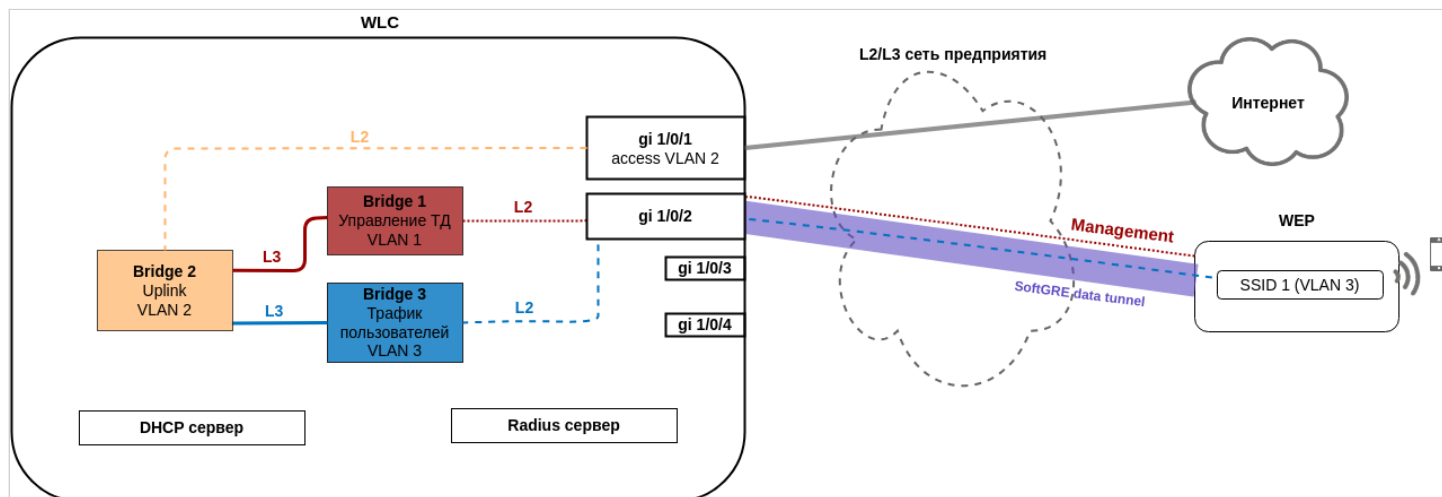 WLC
L2/L3 сеть предприятия
Интернет
L2
gi 1/0/1
access VLAN 2
Bridge 1
Управление ТД
VLAN 1
L2
gi 1/0/2
Management
WEP
L3
Bridge 2
Uplink
VLAN 2
gi 1/0/3
SSID 1 (VLAN 3)
SoftGRE data tunnel
Bridge 3
Трафик
пользователей
VLAN 3
L3
L2
gi 1/0/4
DHCP сервер
Radius сервер